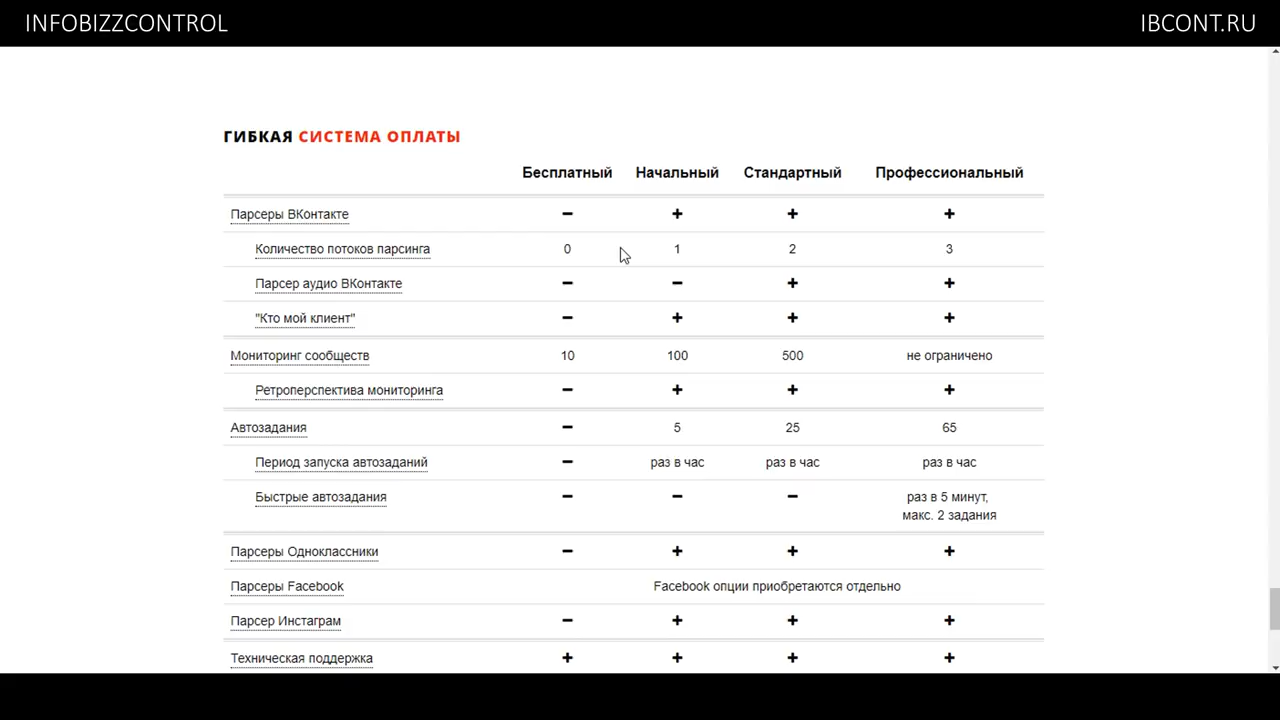 INFOBIZZCONTROL IBCONT.RU
ГИБКАЯ СИСТЕМА ОПЛАТЫ
Бесплатный Начальный Стандартный Профессиональный
Парсеры ВКонтакте − + + +
Количество потоков парсинга 0 1 2 3
Парсер аудио ВКонтакте − − + +
"Кто мой клиент" − + + +
Мониторинг сообществ 10 100 500 не ограничено
Ретроперспектива мониторинга − + + +
Автозадания − 5 25 65
Период запуска автозаданий − раз в час раз в час раз в час
Быстрые автозадания − − − раз в 5 минут,
макс. 2 задания
Парсеры Одноклассники − + + +
Парсеры Facebook Facebook опции приобретаются отдельно
Парсер Инстаграм − + + +
Техническая поддержка + + + +